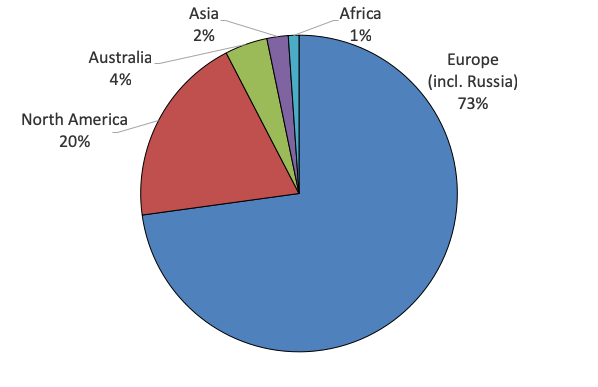 Asia
2%
Africa
1%
Australia
4%
Europe
(incl. Russia)
73%
North America
20%